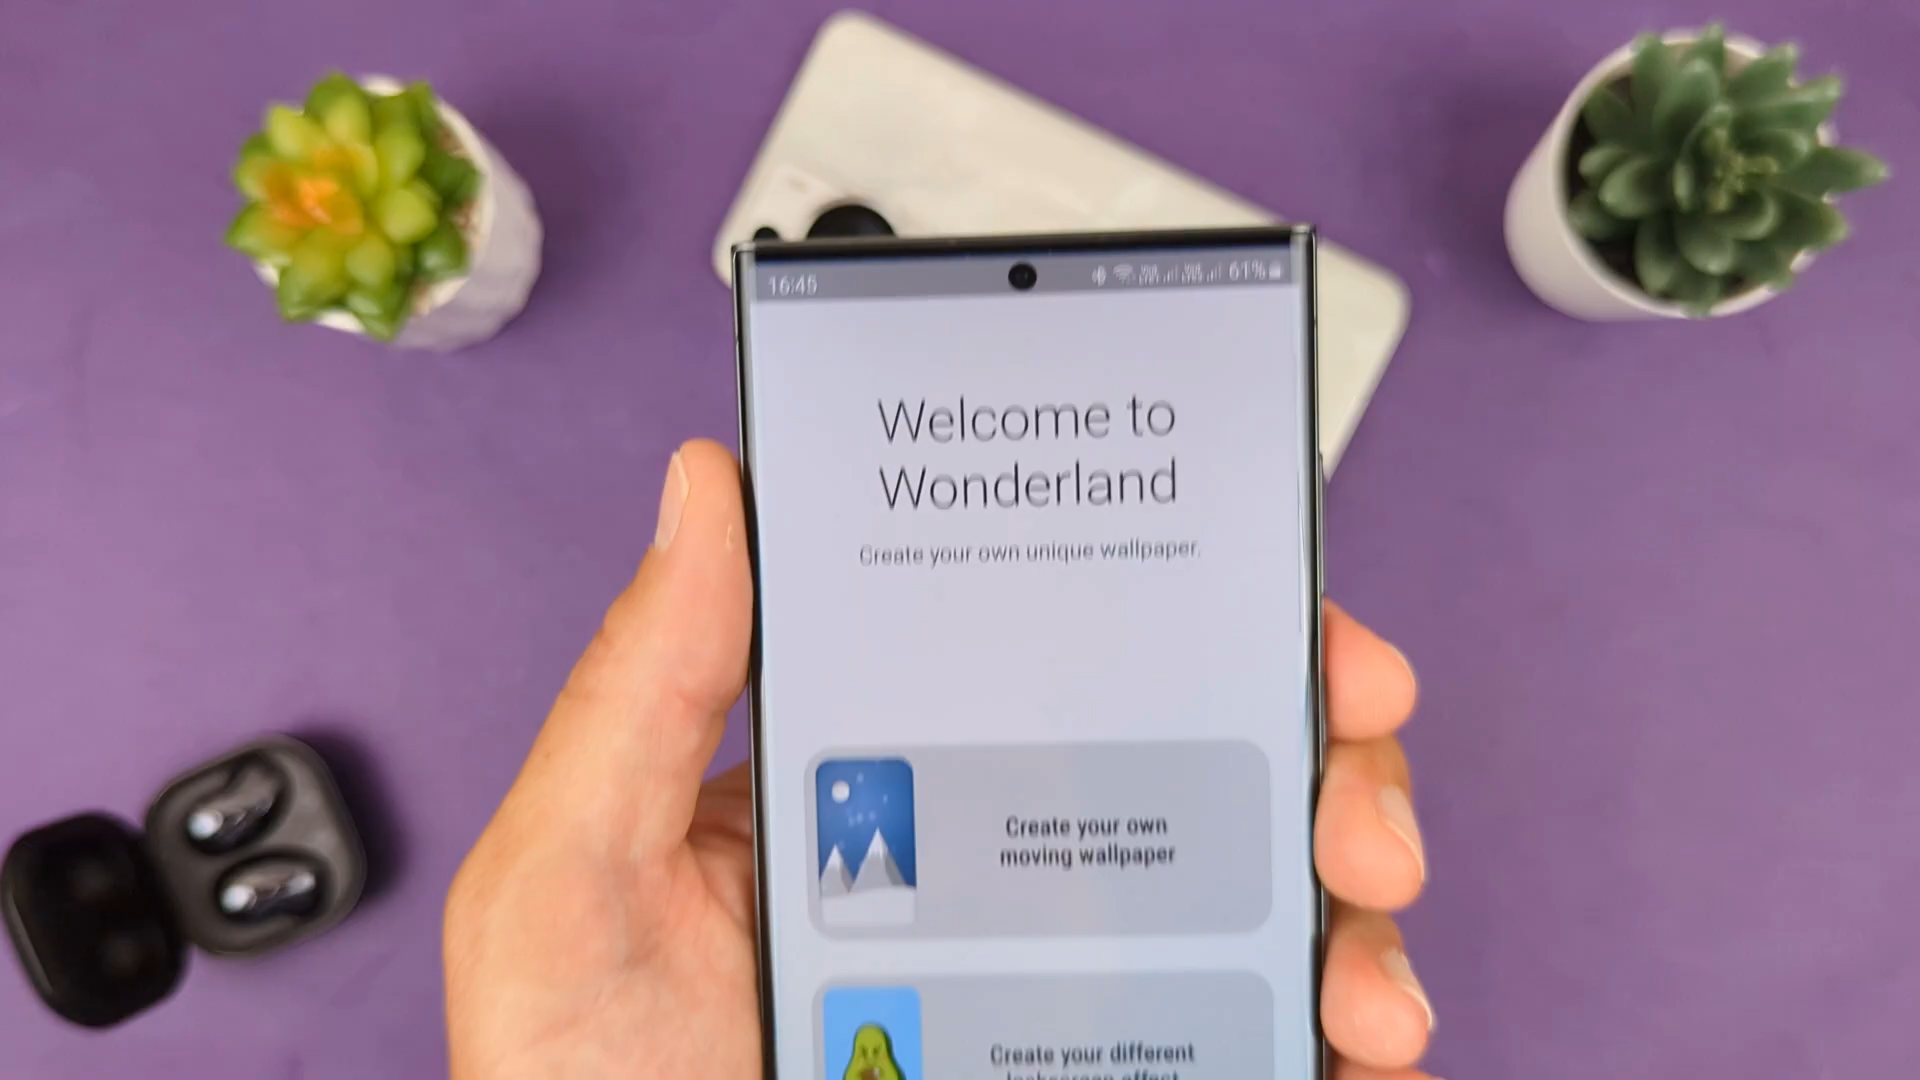 16:45
61%
Welcome to
Wonderland
Create your own unique wallpaper.
Create your own
moving wallpaper
Create your different
lockscreen effect